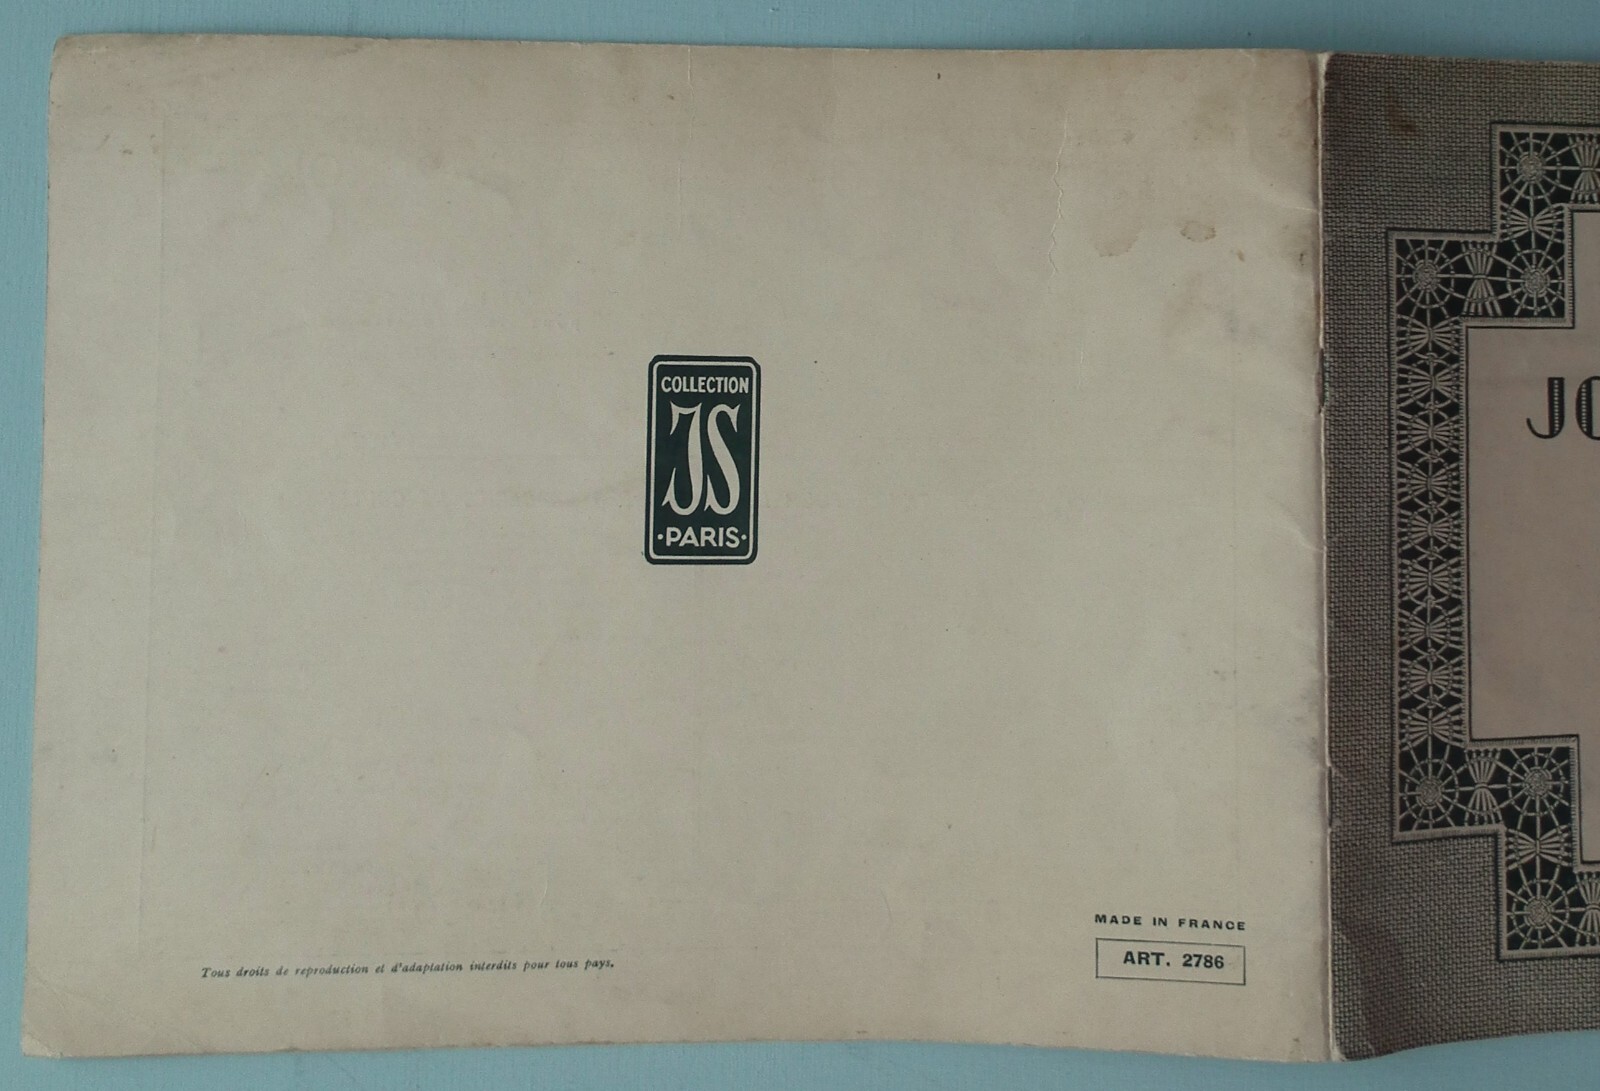 COLLECTION
JS
·PARIS·
MADE IN FRANCE
ART. 2786
Tous droits de reproduction et d'adaptation interdits pour tous pays.